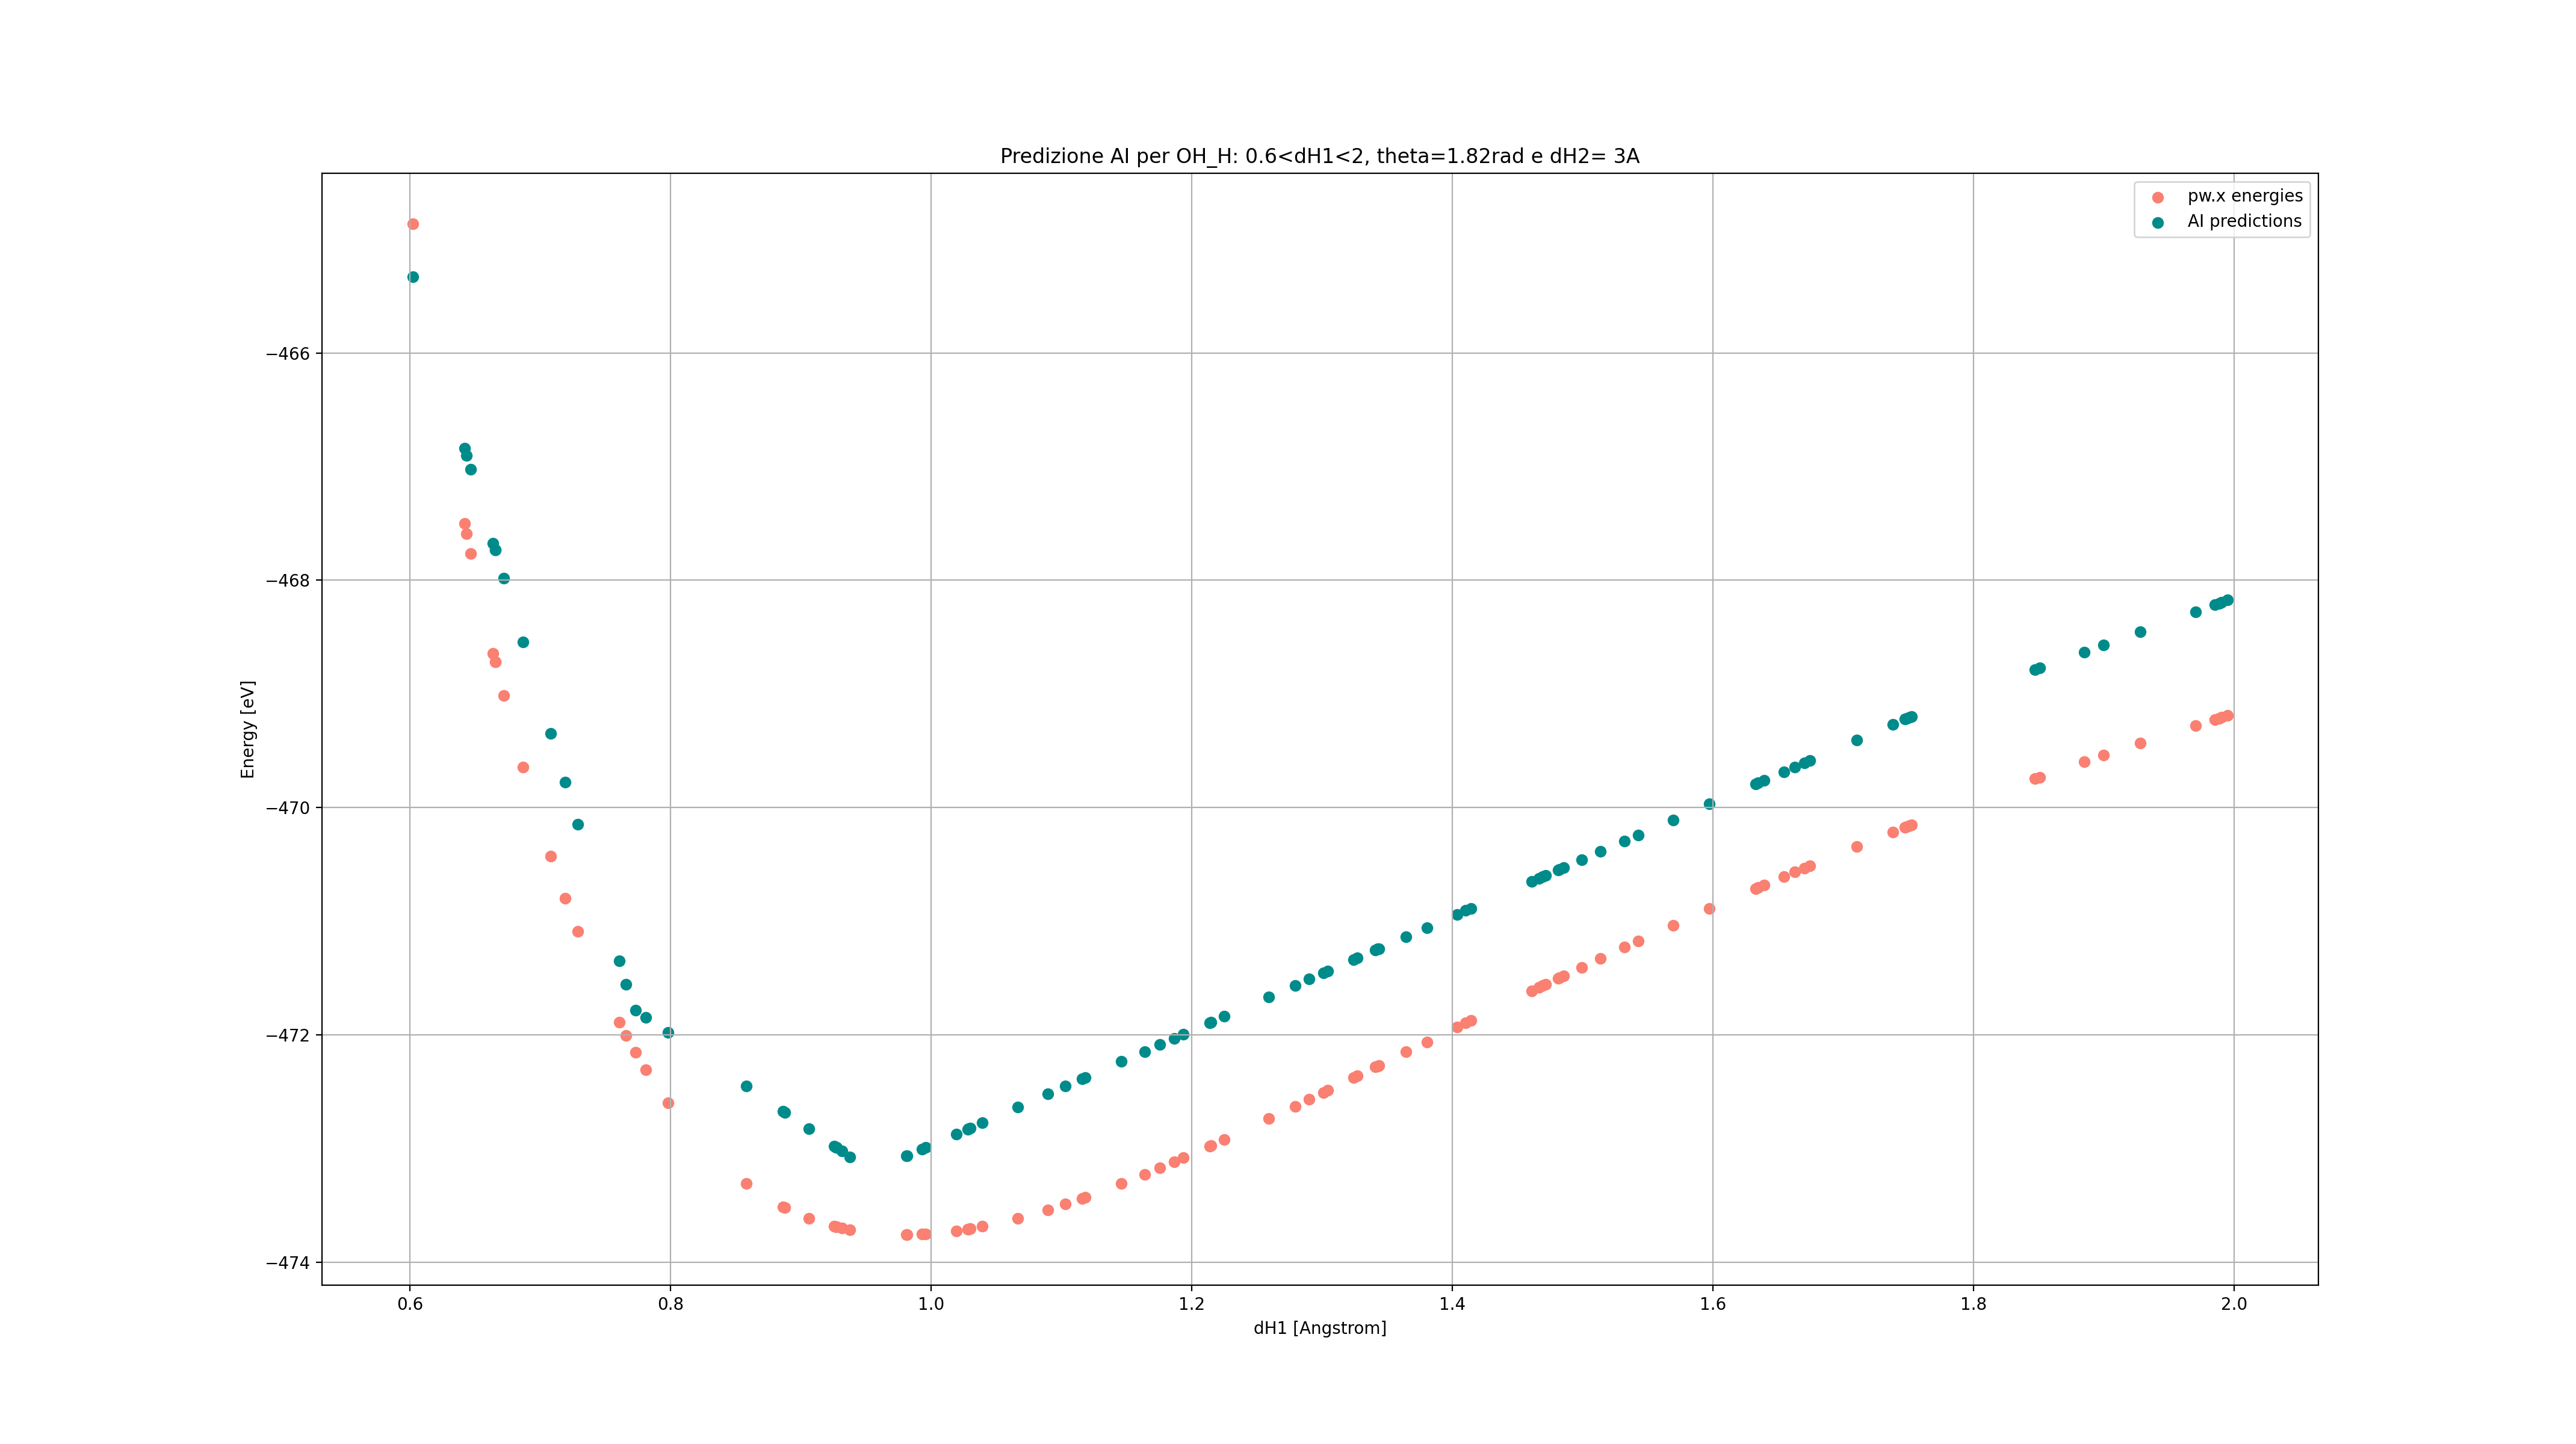 Predizione AI per OH_H: 0.6<dH1<2, theta=1.82rad e dH2= 3A
pw.x energies
AI predictions
−466
−468
−470
−472
−474
Energy [eV]
0.6 0.8 1.0 1.2 1.4 1.6 1.8 2.0
dH1 [Angstrom]